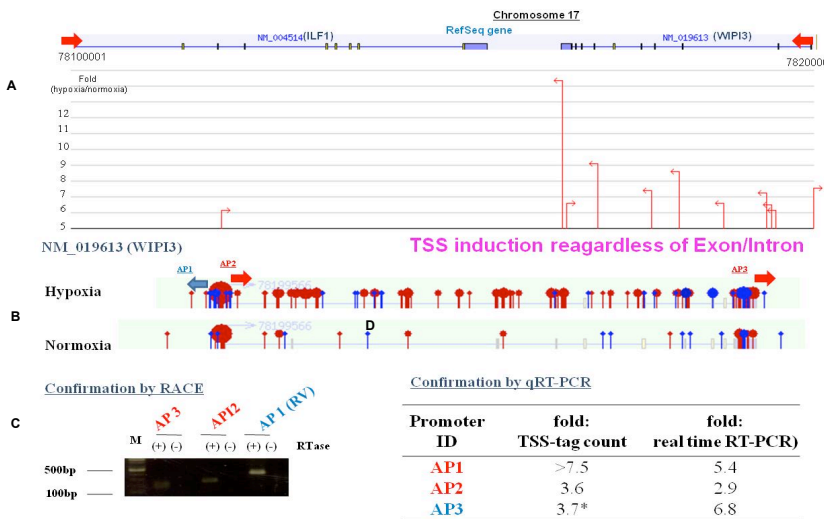 Chromosome 17
RefSeq gene
NM_004514(ILF1)
NM_019613 (WIPI3)
78100001
7820000
A
Fold
(hypoxia/normoxia)
12
11
10
9
8
7
6
5
NM_019613 (WIPI3)
TSS induction reagardless of Exon/Intron
AP1
AP2
AP3
78199566
Hypoxia
B
78199566
D
Normoxia
Confirmation by RACE
Confirmation by qRT-PCR
C
AP 3
API2
AP 1 (RV)
M
(+) (-)
(+) (-)
(+) (-)
RTase
500bp
100bp
Promoter ID
fold: TSS-tag count
fold: real time RT-PCR)
AP1 >7.5 5.4
AP2 3.6 2.9
AP3 3.7* 6.8